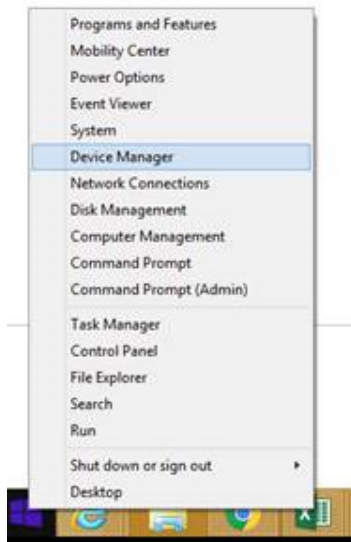 Programs and Features
Mobility Center
Power Options
Event Viewer
System
Device Manager
Network Connections
Disk Management
Computer Management
Command Prompt
Command Prompt (Admin)
Task Manager
Control Panel
File Explorer
Search
Run
Shut down or sign out
Desktop